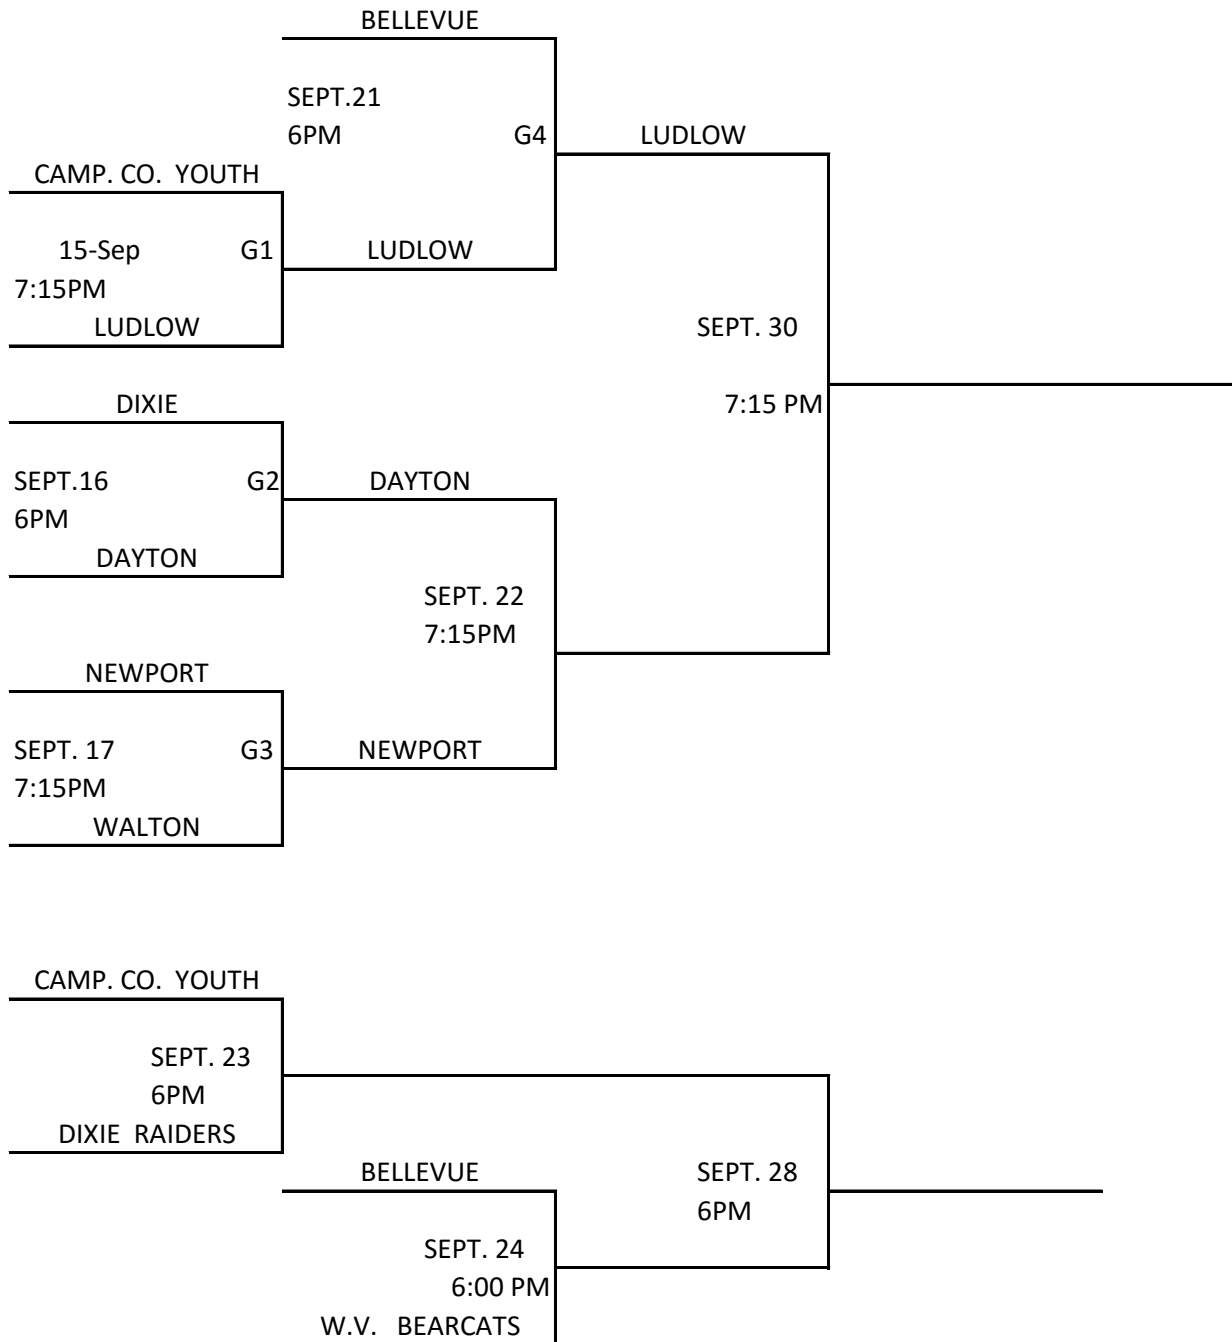 BELLEVUE
SEPT.21
6PM G4 LUDLOW
CAMP. CO. YOUTH
15-Sep G1 LUDLOW
7:15PM
LUDLOW SEPT. 30
DIXIE 7:15 PM
SEPT.16 G2 DAYTON
6PM
DAYTON
SEPT. 22
7:15PM
NEWPORT
SEPT. 17 G3 NEWPORT
7:15PM
WALTON
CAMP. CO. YOUTH
SEPT. 23
6PM
DIXIE RAIDERS
BELLEVUE SEPT. 28
6PM
SEPT. 24
6:00 PM
W.V. BEARCATS